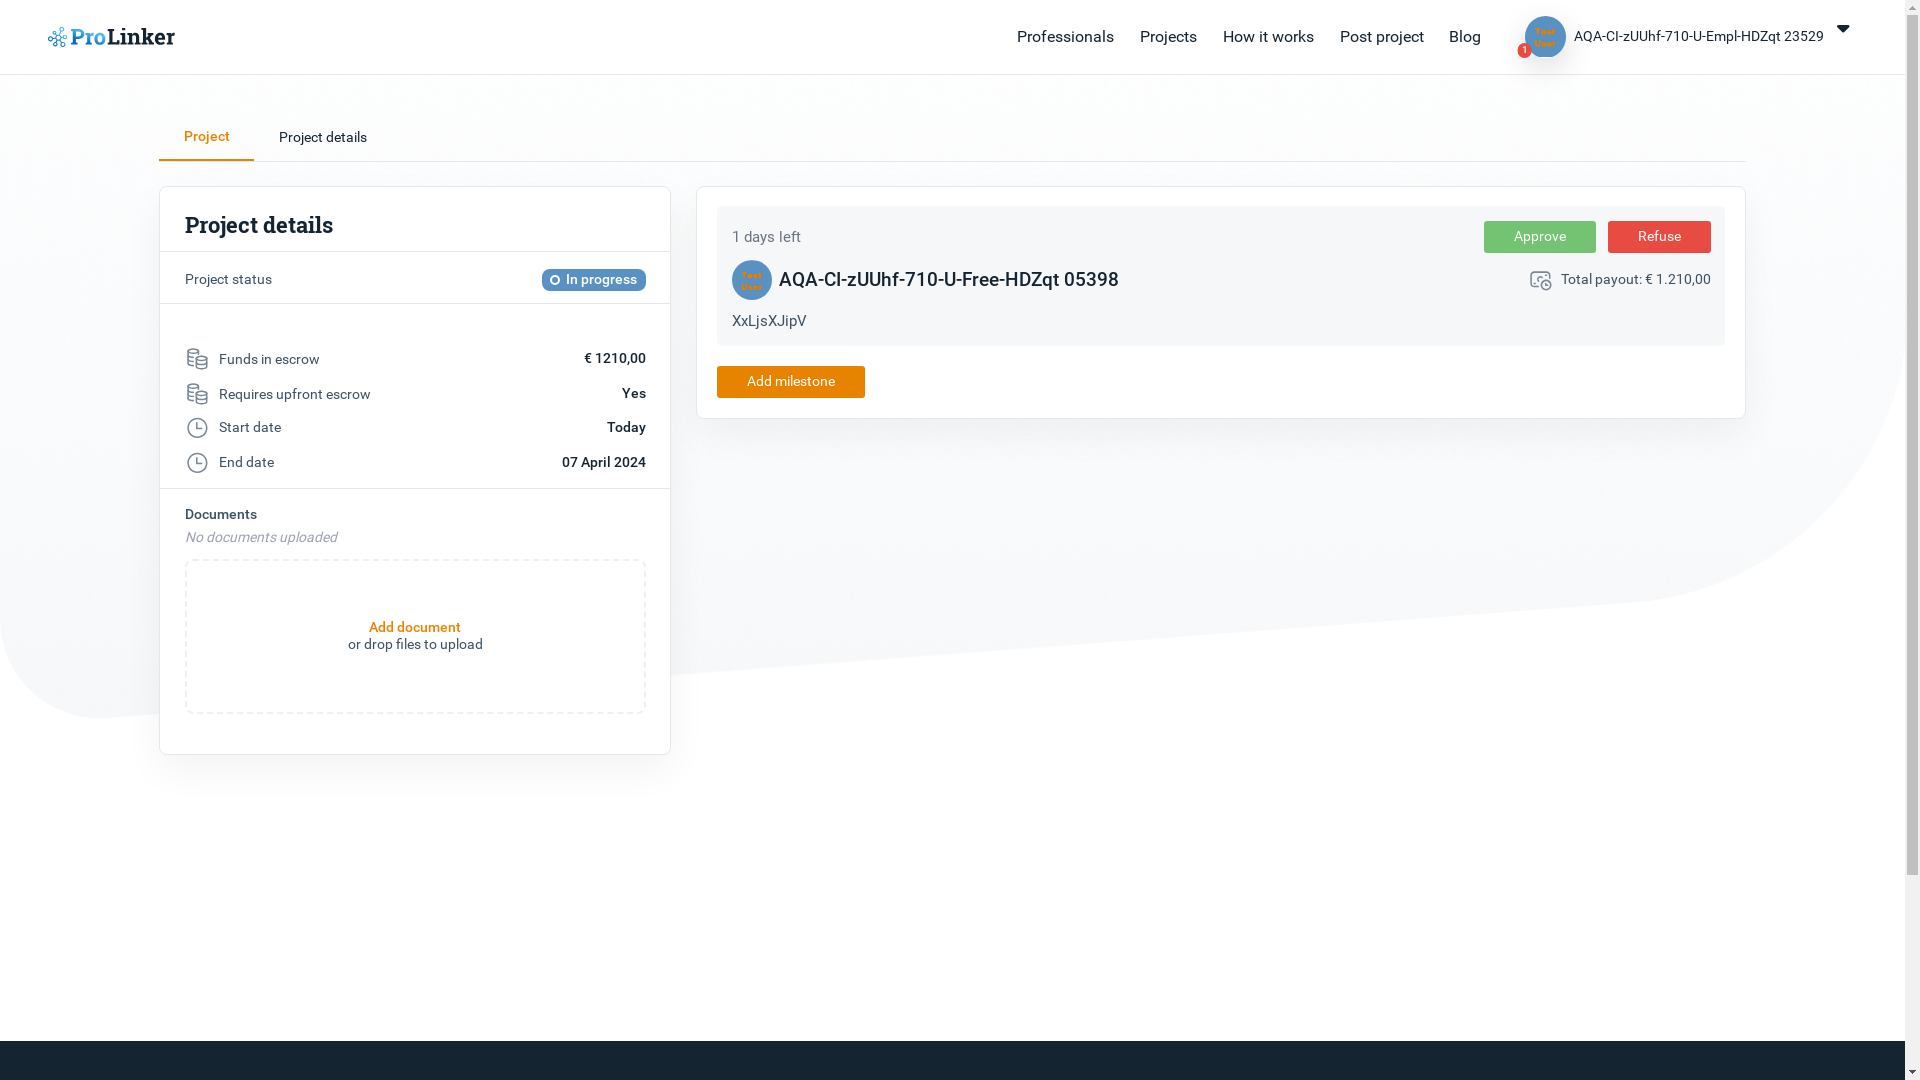 ProLinker
Professionals
Projects
How it works
Post project
Blog
1
Test
User
AQA-CI-zUUhf-710-U-Empl-HDZqt 23529
Project
Project details
Project details
Project status
In progress
Funds in escrow
€ 1210,00
Requires upfront escrow
Yes
Start date
Today
End date
07 April 2024
Documents
No documents uploaded
Add document
or drop files to upload
1 days left
Approve
Refuse
Test
User
AQA-CI-zUUhf-710-U-Free-HDZqt 05398
Total payout: € 1.210,00
XxLjsXJipV
Add milestone